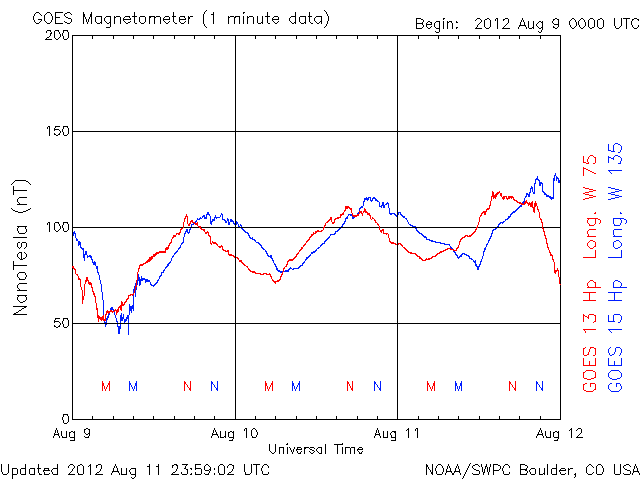 GOES Magnetometer (1 minute data)
Begin: 2012 Aug 9 0000 UTC
200
150
100
50
0
NanoTesla (nT)
M M N N M M N N M M N N
Aug 9 Aug 10 Aug 11 Aug 12
Universal Time
GOES 13 Hp Long. W 75
GOES 15 Hp Long. W 135
Updated 2012 Aug 11 23:59:02 UTC
NOAA/SWPC Boulder, CO USA